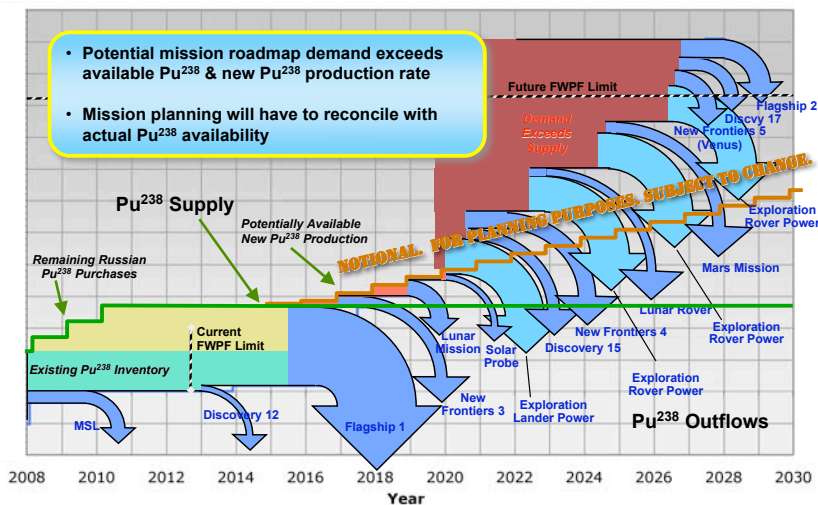 • Potential mission roadmap demand exceeds
available Pu²³⁸ & new Pu²³⁸ production rate
• Mission planning will have to reconcile with
actual Pu²³⁸ availability
Future FWPF Limit
Demand
Exceeds
Supply
Flagship 2
Discvy 17
New Frontiers 5
(Venus)
NOTIONAL. FOR PLANNING PURPOSES. SUBJECT TO CHANGE.
Pu²³⁸ Supply
Potentially Available
New Pu²³⁸ Production
Remaining Russian
Pu²³⁸ Purchases
Exploration
Rover Power
Mars Mission
Lunar Rover
Exploration
Rover Power
Current
FWPF Limit
Lunar
Mission
Solar
Probe
New Frontiers 4
Discovery 15
Existing Pu²³⁸ Inventory
Exploration
Rover Power
New
Frontiers 3
Exploration
Lander Power
MSL
Discovery 12
Flagship 1
Pu²³⁸ Outflows
2008 2010 2012 2014 2016 2018 2020 2022 2024 2026 2028 2030
Year